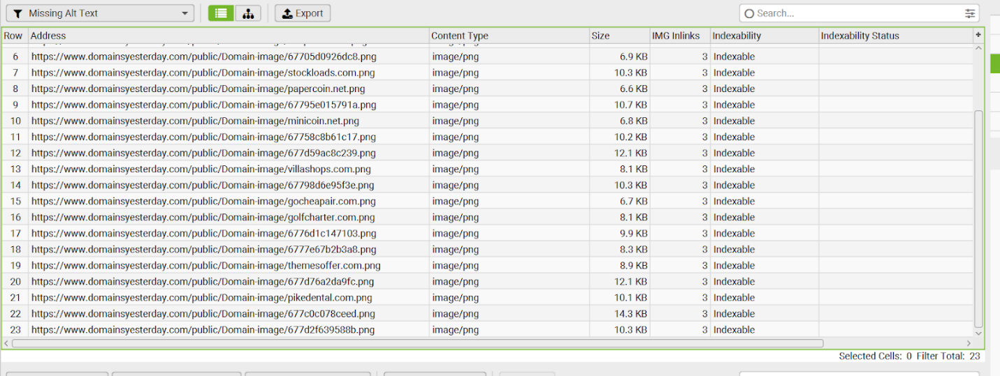 Missing Alt Text Export Search...
Row Address Content Type Size IMG Inlinks Indexability Indexability Status +
6 https://www.domainsyesterday.com/public/Domain-image/67705d0926dc8.png image/png 6.9 KB 3 Indexable
7 https://www.domainsyesterday.com/public/Domain-image/stockloads.com.png image/png 10.3 KB 3 Indexable
8 https://www.domainsyesterday.com/public/Domain-image/papercoin.net.png image/png 6.6 KB 3 Indexable
9 https://www.domainsyesterday.com/public/Domain-image/67795e015791a.png image/png 10.7 KB 3 Indexable
10 https://www.domainsyesterday.com/public/Domain-image/minicoin.net.png image/png 6.8 KB 3 Indexable
11 https://www.domainsyesterday.com/public/Domain-image/67758c8b61c17.png image/png 10.2 KB 3 Indexable
12 https://www.domainsyesterday.com/public/Domain-image/677d59ac8c239.png image/png 12.1 KB 3 Indexable
13 https://www.domainsyesterday.com/public/Domain-image/villashops.com.png image/png 8.1 KB 3 Indexable
14 https://www.domainsyesterday.com/public/Domain-image/67798d6e95f3e.png image/png 10.3 KB 3 Indexable
15 https://www.domainsyesterday.com/public/Domain-image/gocheapair.com.png image/png 6.7 KB 3 Indexable
16 https://www.domainsyesterday.com/public/Domain-image/golfcharter.com.png image/png 8.1 KB 3 Indexable
17 https://www.domainsyesterday.com/public/Domain-image/6776d1c147103.png image/png 9.9 KB 3 Indexable
18 https://www.domainsyesterday.com/public/Domain-image/6777e67b2b3a8.png image/png 8.3 KB 3 Indexable
19 https://www.domainsyesterday.com/public/Domain-image/themesoffer.com.png image/png 8.9 KB 3 Indexable
20 https://www.domainsyesterday.com/public/Domain-image/677d76a2da9fc.png image/png 12.1 KB 3 Indexable
21 https://www.domainsyesterday.com/public/Domain-image/pikedental.com.png image/png 10.1 KB 3 Indexable
22 https://www.domainsyesterday.com/public/Domain-image/677c0c078ceed.png image/png 14.3 KB 3 Indexable
23 https://www.domainsyesterday.com/public/Domain-image/677d2f639588b.png image/png 10.3 KB 3 Indexable
Selected Cells: 0 Filter Total: 23